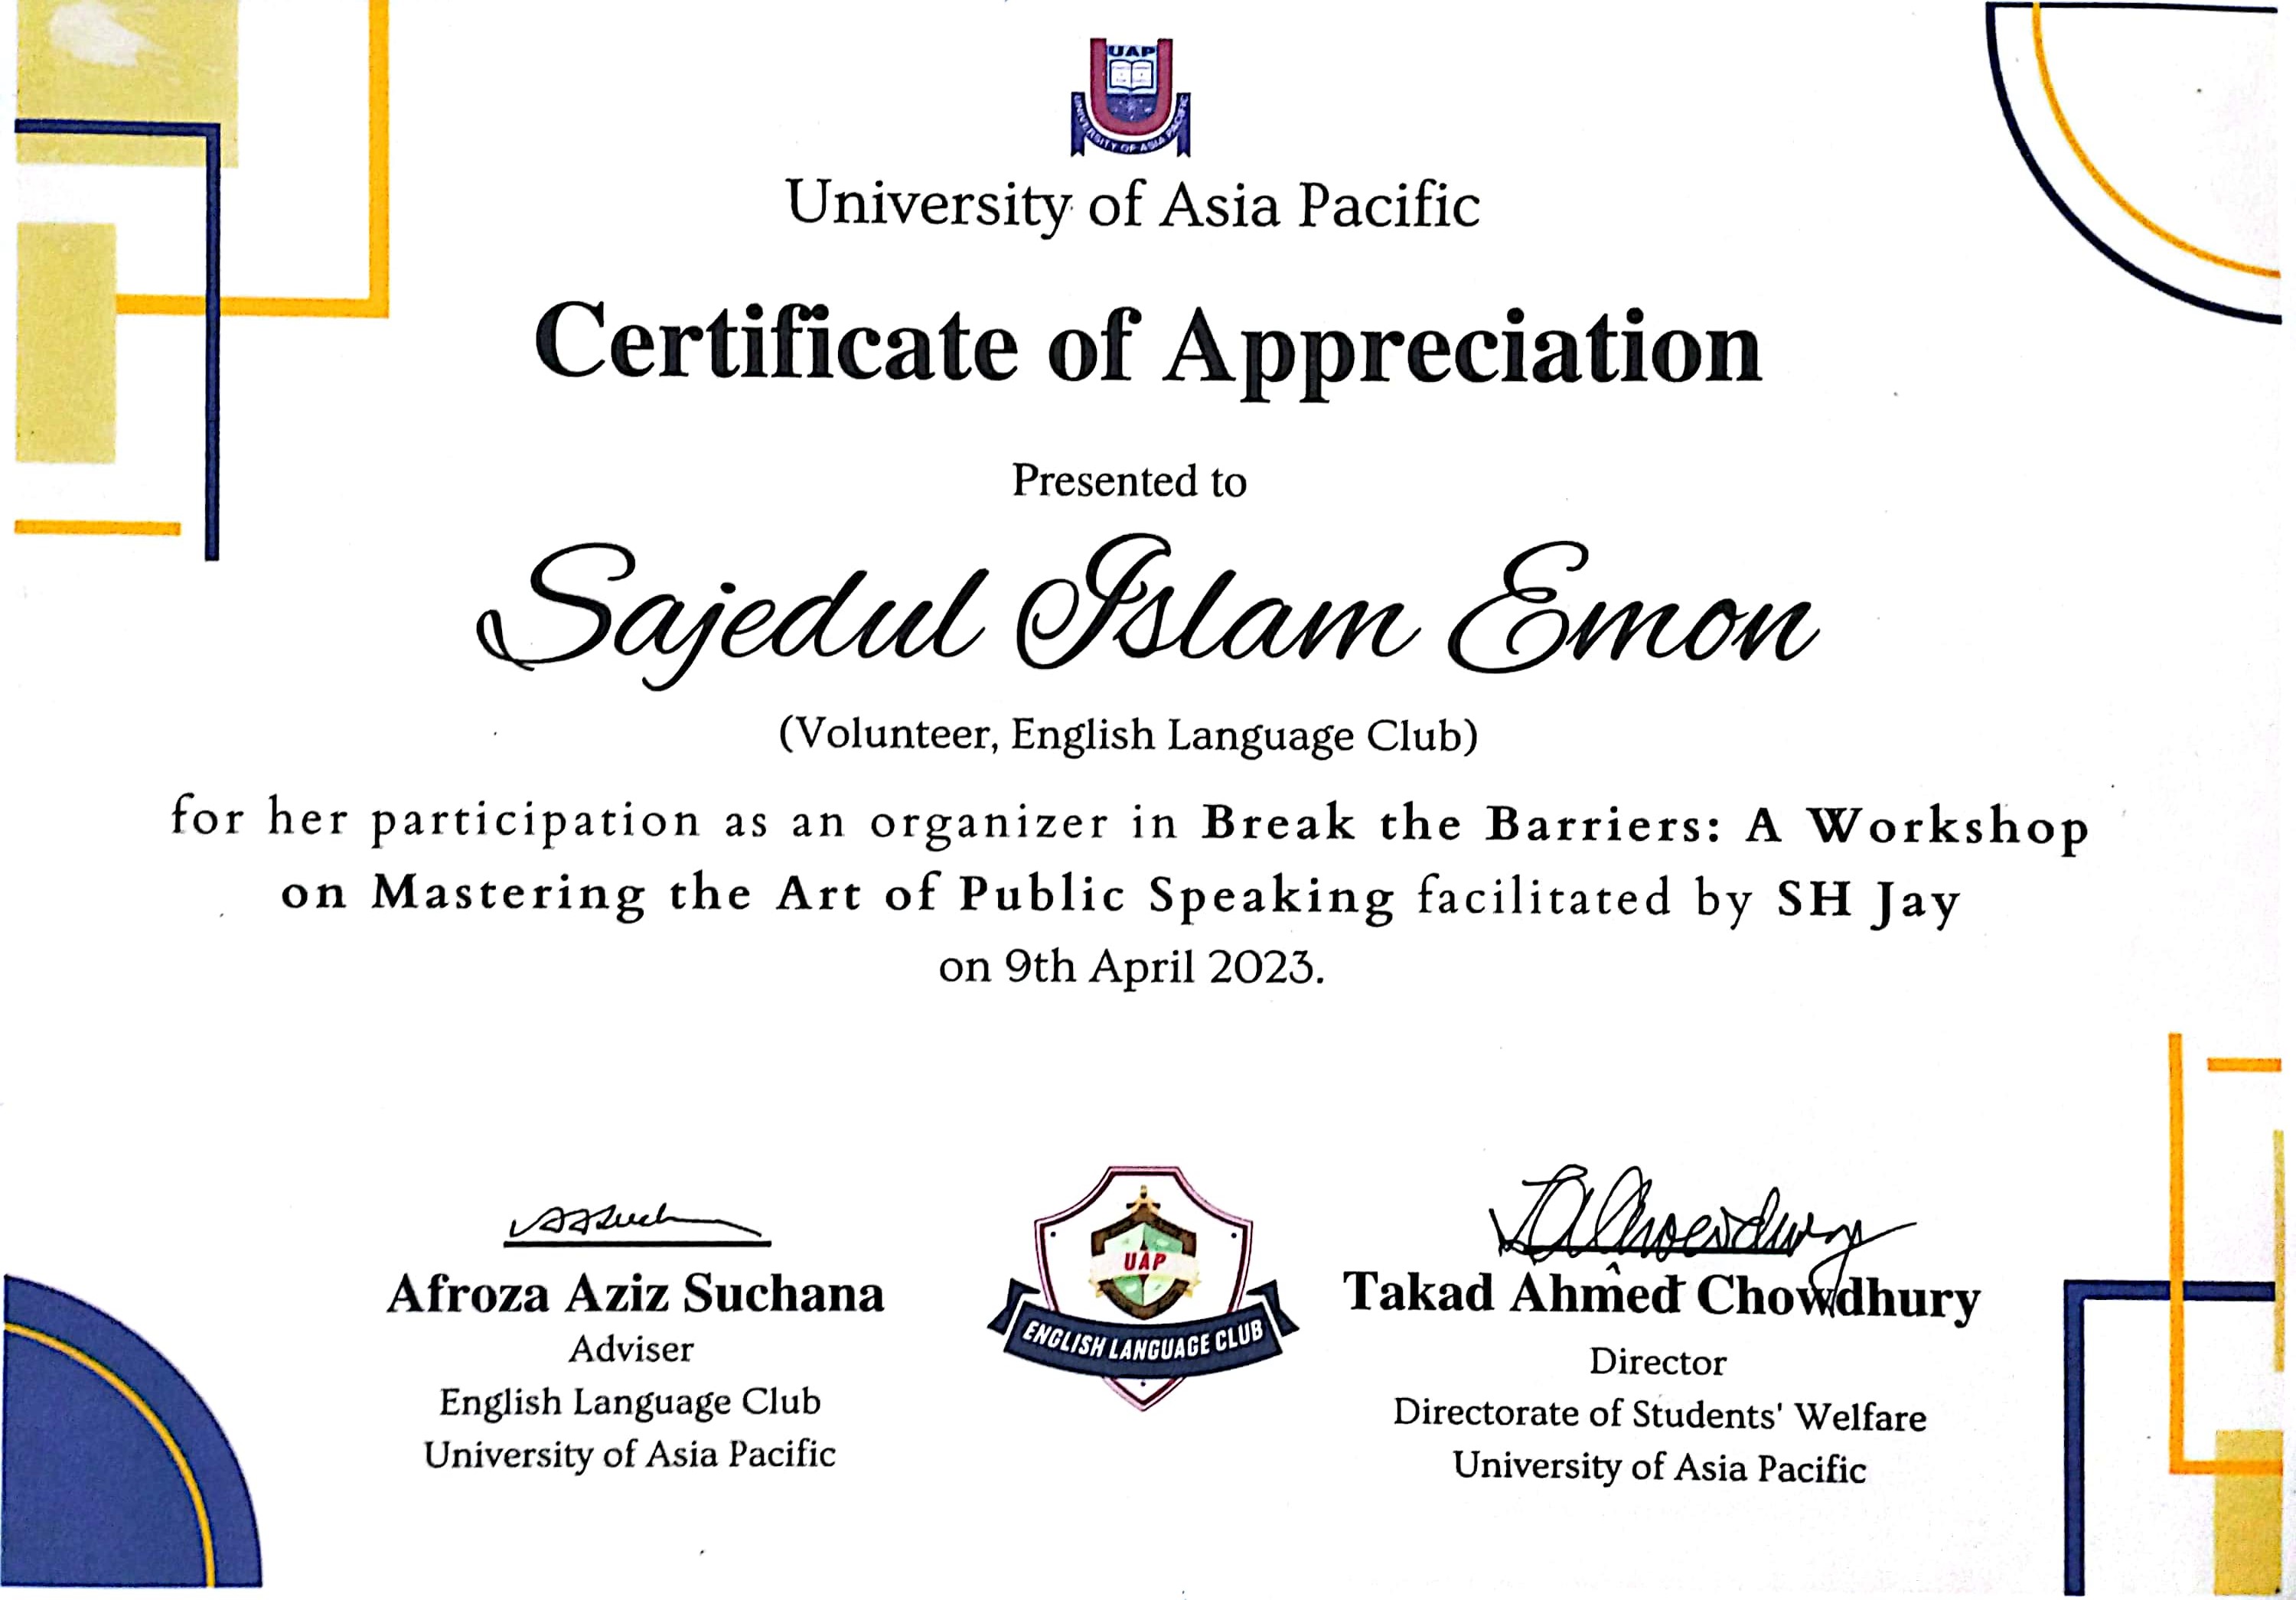 UAP
UNIVERSITY OF ASIA PACIFIC
University of Asia Pacific
Certificate of Appreciation
Presented to
Sajedul Islam Emon
(Volunteer, English Language Club)
for her participation as an organizer in Break the Barriers: A Workshop
on Mastering the Art of Public Speaking facilitated by SH Jay
on 9th April 2023.
Afroza Aziz Suchana
Adviser
English Language Club
University of Asia Pacific
UAP
ENGLISH LANGUAGE CLUB
Takad Ahmed Chowdhury
Director
Directorate of Students' Welfare
University of Asia Pacific